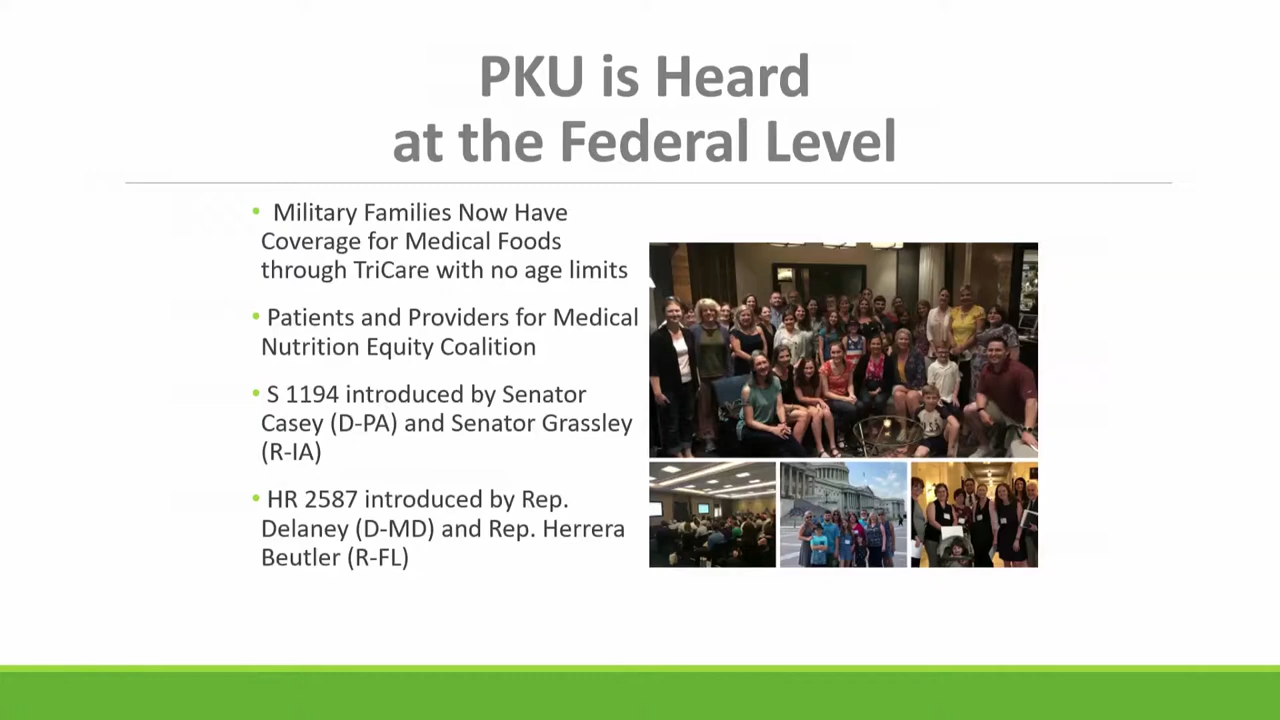 PKU is Heard
at the Federal Level
• Military Families Now Have
Coverage for Medical Foods
through TriCare with no age limits
• Patients and Providers for Medical
Nutrition Equity Coalition
• S 1194 introduced by Senator
Casey (D-PA) and Senator Grassley
(R-IA)
• HR 2587 introduced by Rep.
Delaney (D-MD) and Rep. Herrera
Beutler (R-FL)